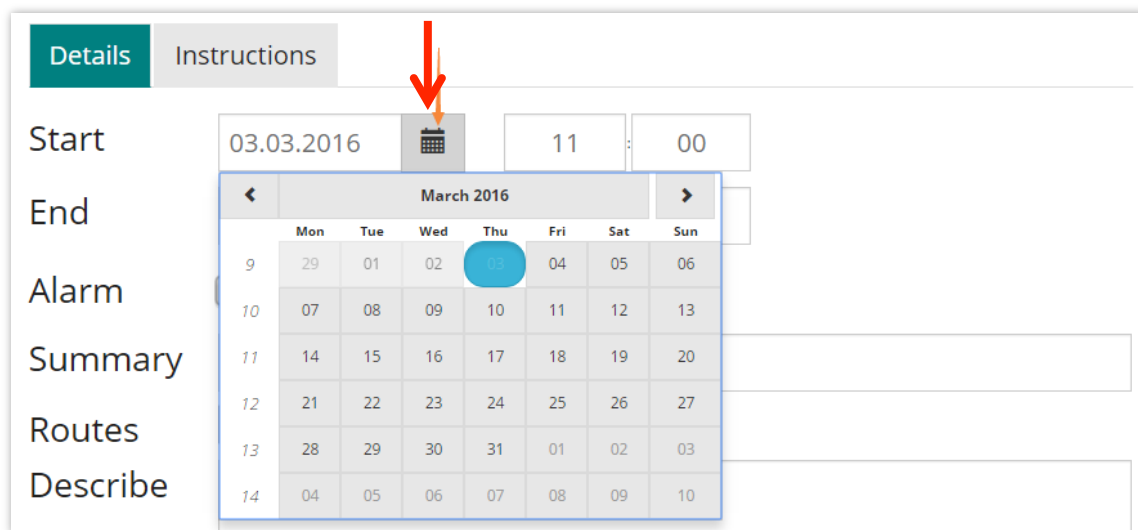 Details Instructions
Start 03.03.2016 11 : 00
End
March 2016
Mon Tue Wed Thu Fri Sat Sun
9 29 01 02 03 04 05 06
Alarm
10 07 08 09 10 11 12 13
11 14 15 16 17 18 19 20
Summary
12 21 22 23 24 25 26 27
Routes
13 28 29 30 31 01 02 03
Describe
14 04 05 06 07 08 09 10